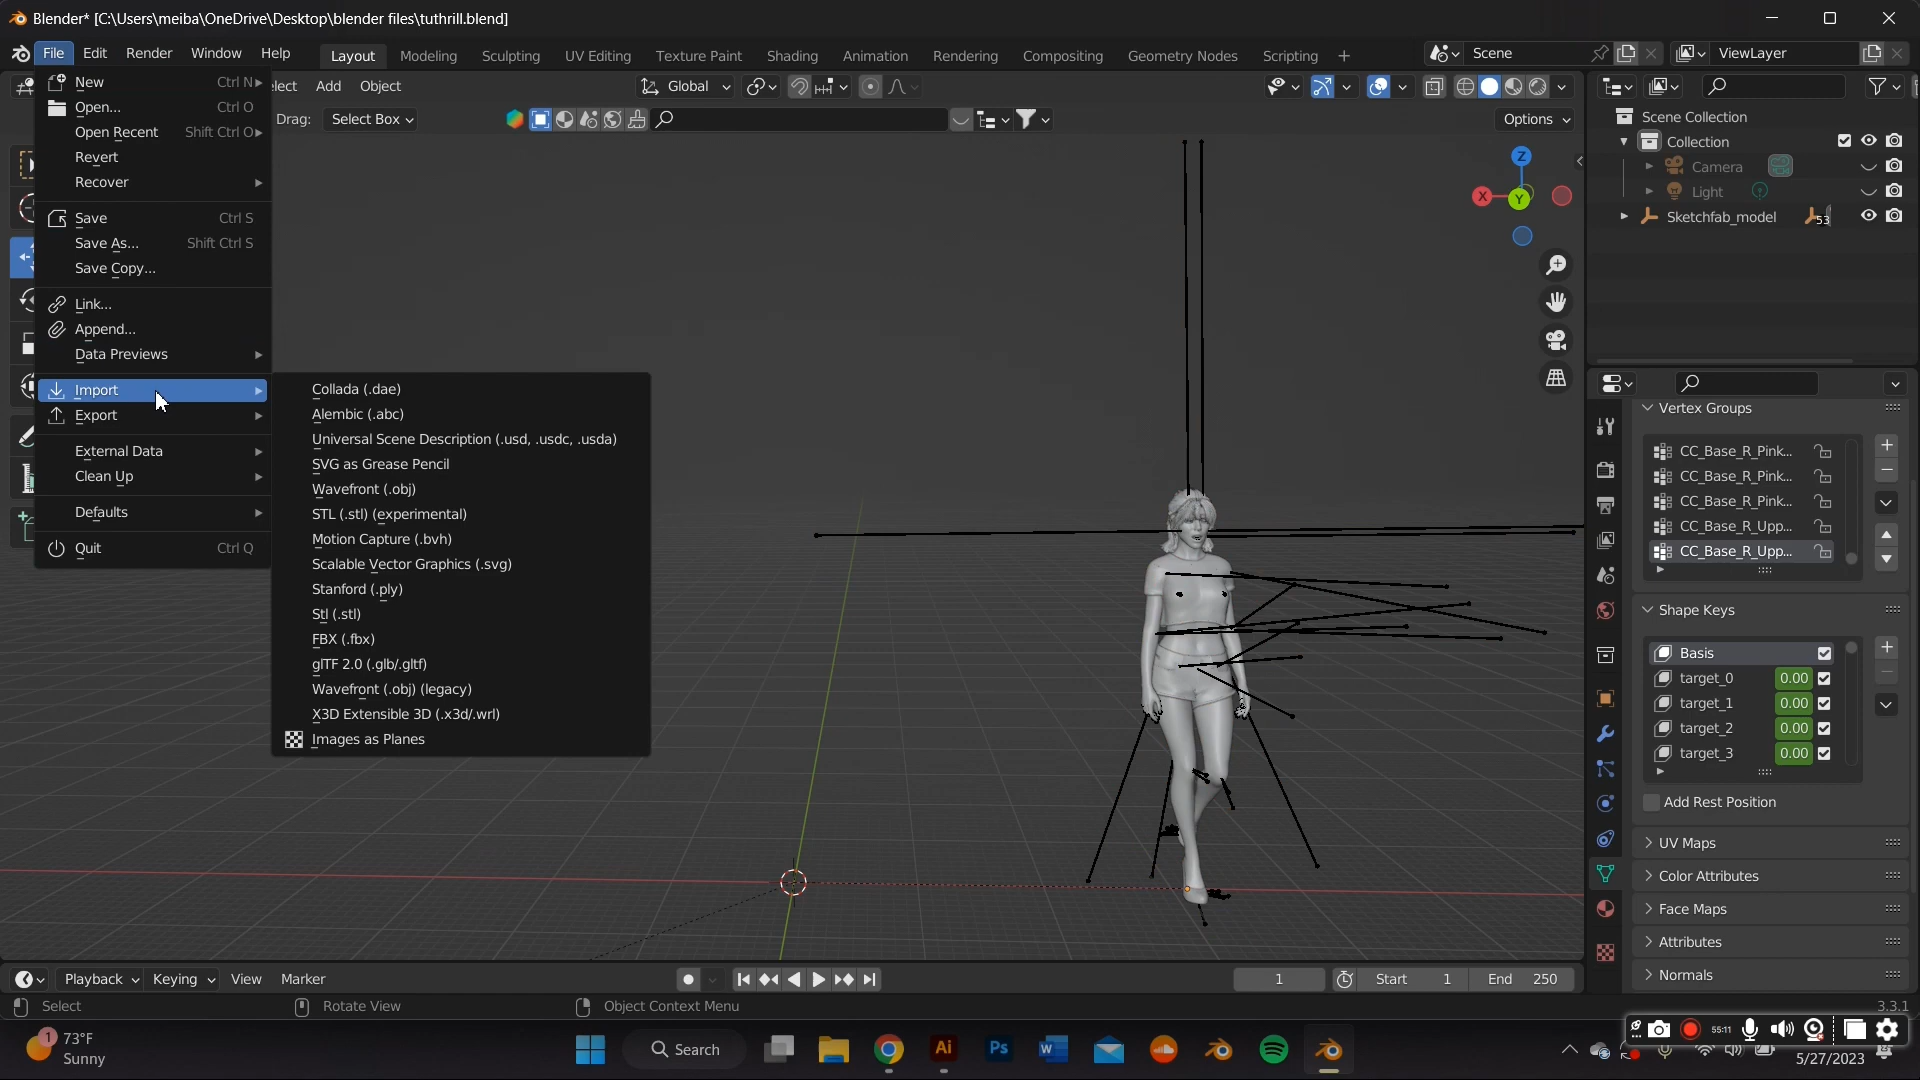 Blender* [C:\Users\meiba\OneDrive\Desktop\blender files\tuthrill.blend]
File Edit Render Window Help Layout Modeling Sculpting UV Editing Texture Paint Shading Animation Rendering Compositing Geometry Nodes Scripting + Scene ViewLayer
New Ctrl N
lect Add Object Global
Open... Ctrl O
Open Recent Shift Ctrl O
Drag: Select Box Options
Scene Collection
Collection
Revert
Camera
Recover
Light
Save Ctrl S
Sketchfab_model 53
Save As... Shift Ctrl S
Save Copy...
Z
X
Y
Link...
Append...
Data Previews
Import
Export
External Data
Clean Up
Defaults
Quit Ctrl Q
Collada (.dae)
Alembic (.abc)
Universal Scene Description (.usd, .usdc, .usda)
SVG as Grease Pencil
Wavefront (.obj)
STL (.stl) (experimental)
Motion Capture (.bvh)
Scalable Vector Graphics (.svg)
Stanford (.ply)
Stl (.stl)
FBX (.fbx)
glTF 2.0 (.glb/.gltf)
Wavefront (.obj) (legacy)
X3D Extensible 3D (.x3d/.wrl)
Images as Planes
Vertex Groups
CC_Base_R_Pink...
CC_Base_R_Pink...
CC_Base_R_Pink...
CC_Base_R_Upp...
CC_Base_R_Upp...
Shape Keys
Basis
target_0 0.00
target_1 0.00
target_2 0.00
target_3 0.00
Add Rest Position
UV Maps
Color Attributes
Face Maps
Attributes
Normals
Playback Keying View Marker 1 Start 1 End 250
Select Rotate View Object Context Menu 3.3.1
1 73°F
Sunny
Search
Ai Ps W
55:11
5/27/2023